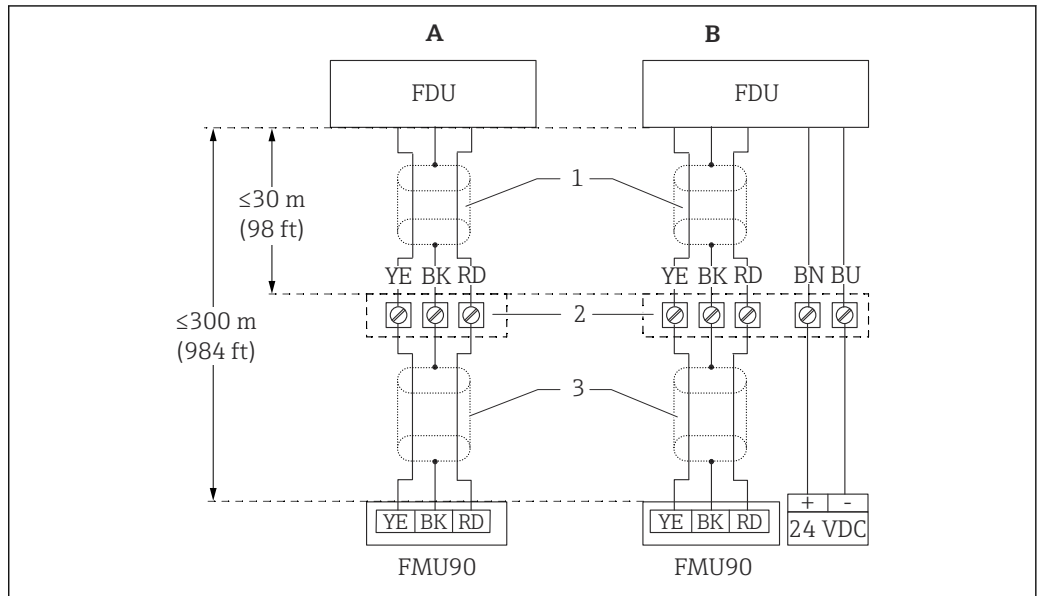 A B
FDU FDU
1
≤30 m
(98 ft)
YE BK RD YE BK RD BN BU
2
≤300 m
(984 ft)
3
YE BK RD YE BK RD + -
24 VDC
FMU90 FMU90